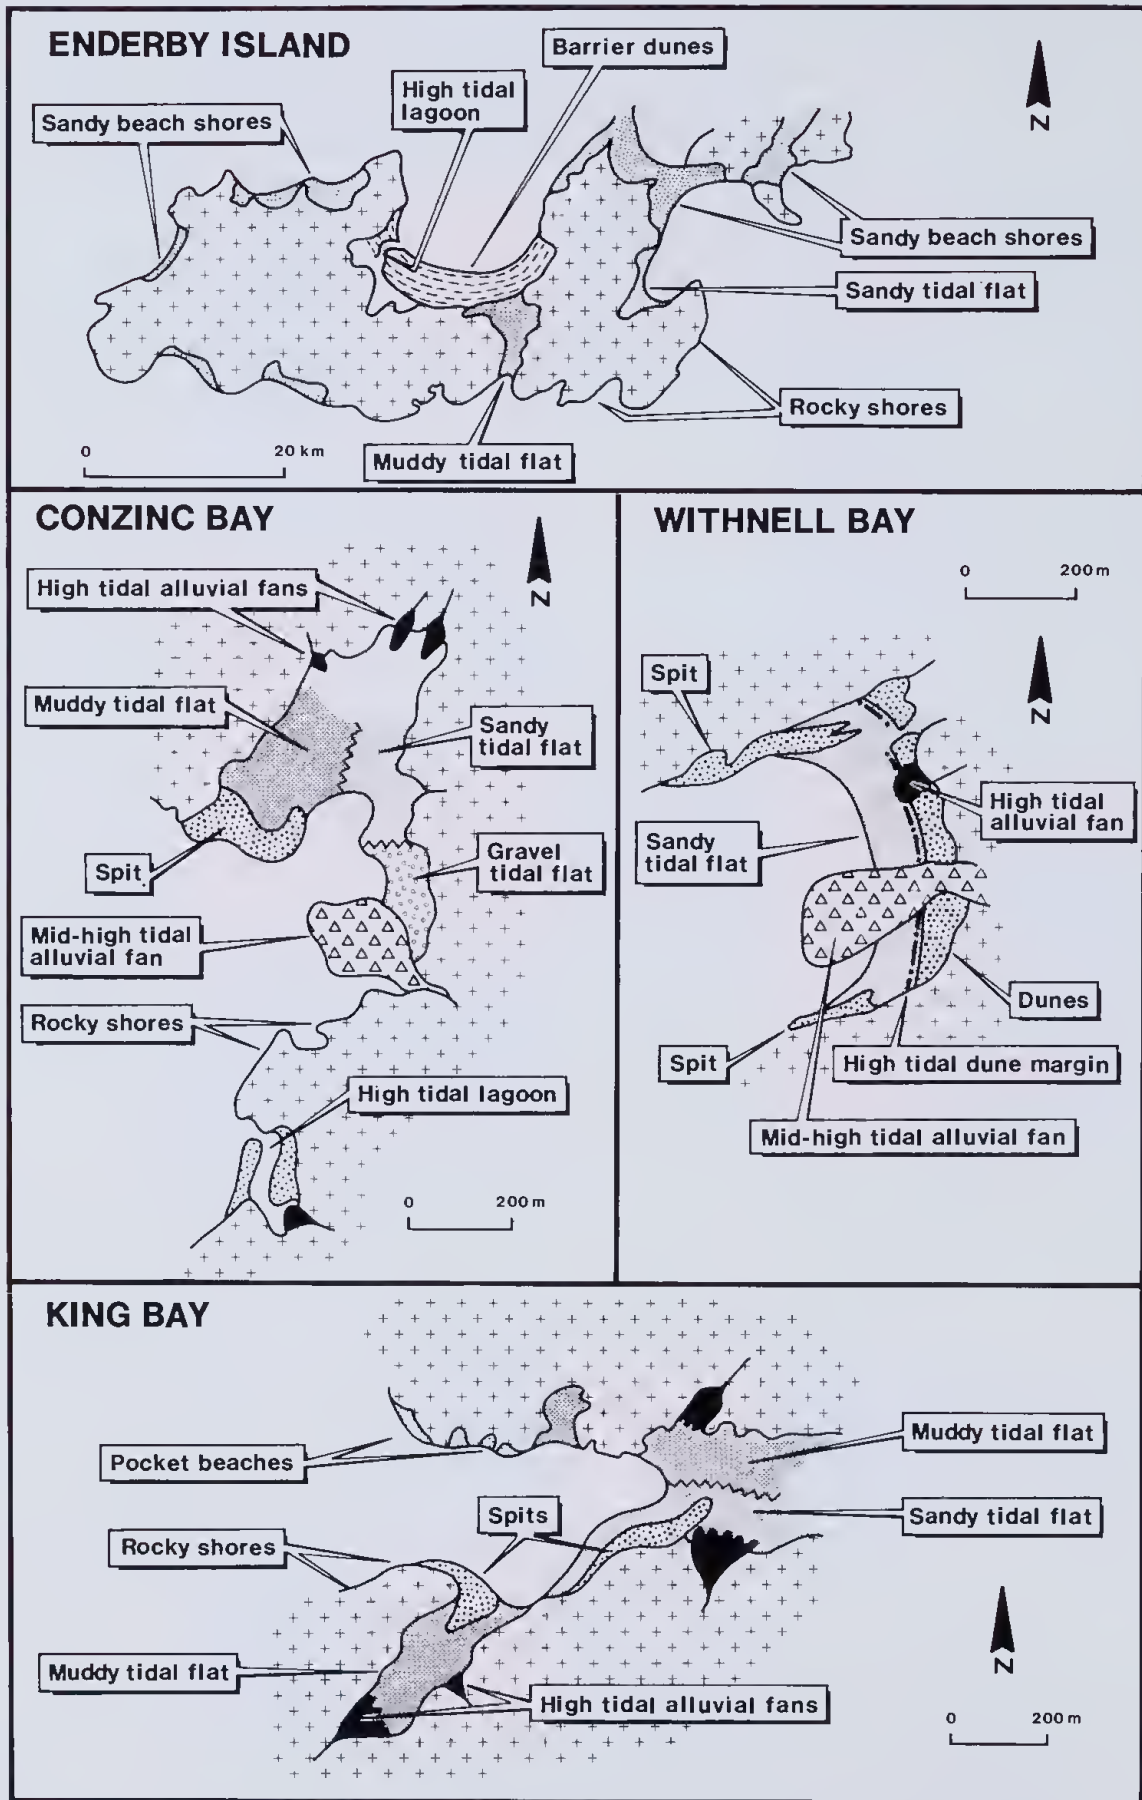 ENDERBY ISLAND
Barrier dunes
High tidal
lagoon
Sandy beach shores
N
Sandy beach shores
Sandy tidal flat
Rocky shores
0 20 km
Muddy tidal flat
CONZINC BAY
N
High tidal alluvial fans
Muddy tidal flat
Sandy
tidal flat
Spit
Gravel
tidal flat
Mid-high tidal
alluvial fan
Rocky shores
High tidal lagoon
0 200 m
WITHNELL BAY
0 200 m
N
Spit
High tidal
alluvial fan
Sandy
tidal flat
Dunes
Spit
High tidal dune margin
Mid-high tidal alluvial fan
KING BAY
Muddy tidal flat
Pocket beaches
Spits
Sandy tidal flat
Rocky shores
N
Muddy tidal flat
High tidal alluvial fans
0 200 m